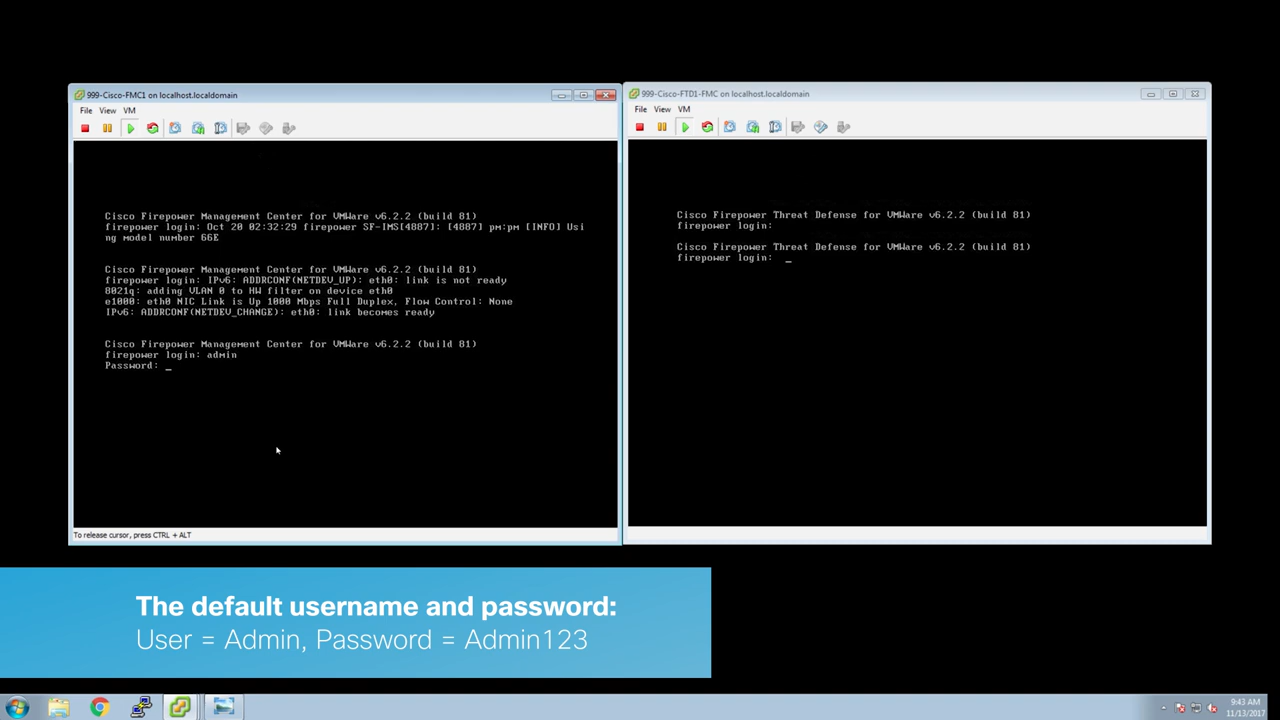 999-Cisco-FMC1 on localhost.localdomain
File View VM
Cisco Firepower Management Center for VMWare v6.2.2 (build 81)
firepower login: Oct 20 02:32:29 firepower SF-IMS[4887]: [4887] pm:pm [INFO] Usi
ng model number 66E
Cisco Firepower Management Center for VMWare v6.2.2 (build 81)
firepower login: IPv6: ADDRCONF(NETDEV_UP): eth0: link is not ready
8021q: adding VLAN 0 to HW filter on device eth0
e1000: eth0 NIC Link is Up 1000 Mbps Full Duplex, Flow Control: None
IPv6: ADDRCONF(NETDEV_CHANGE): eth0: link becomes ready
Cisco Firepower Management Center for VMWare v6.2.2 (build 81)
firepower login: admin
Password: _
To release cursor, press CTRL + ALT
999-Cisco-FTD1-FMC on localhost.localdomain
File View VM
Cisco Firepower Threat Defense for VMWare v6.2.2 (build 81)
firepower login:
Cisco Firepower Threat Defense for VMWare v6.2.2 (build 81)
firepower login: _
The default username and password:
User = Admin, Password = Admin123
9:43 AM
11/13/2017